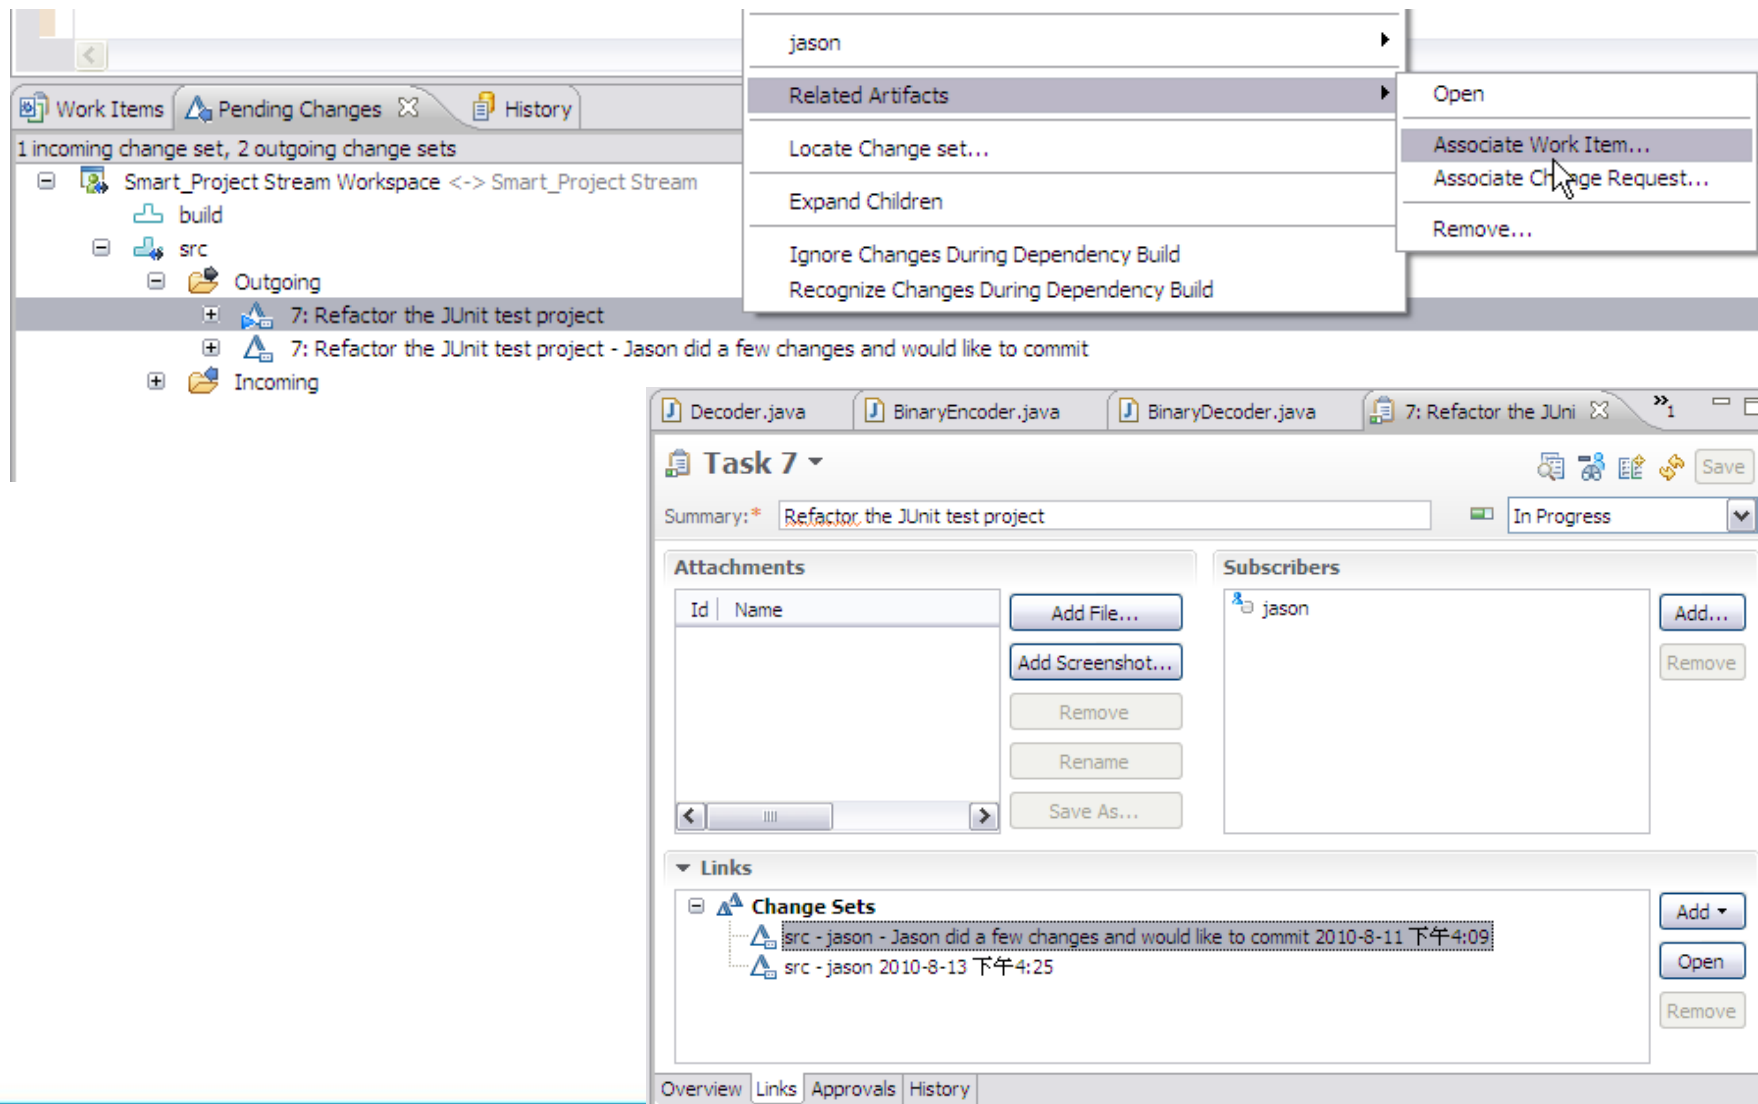 jason
Related Artifacts
Locate Change set...
Expand Children
Ignore Changes During Dependency Build
Recognize Changes During Dependency Build
Open
Associate Work Item...
Associate Change Request...
Remove...
Work Items Pending Changes History
1 incoming change set, 2 outgoing change sets
Smart_Project Stream Workspace <-> Smart_Project Stream
build
src
Outgoing
7: Refactor the JUnit test project
7: Refactor the JUnit test project - Jason did a few changes and would like to commit
Incoming
Decoder.java BinaryEncoder.java BinaryDecoder.java 7: Refactor the JUni »1
Task 7
Save
Summary:* Refactor the JUnit test project In Progress
Attachments
Id Name
Add File...
Add Screenshot...
Remove
Rename
Save As...
Subscribers
jason
Add...
Remove
Links
Change Sets
src - jason - Jason did a few changes and would like to commit 2010-8-11 下午4:09
src - jason 2010-8-13 下午4:25
Add
Open
Remove
Overview Links Approvals History